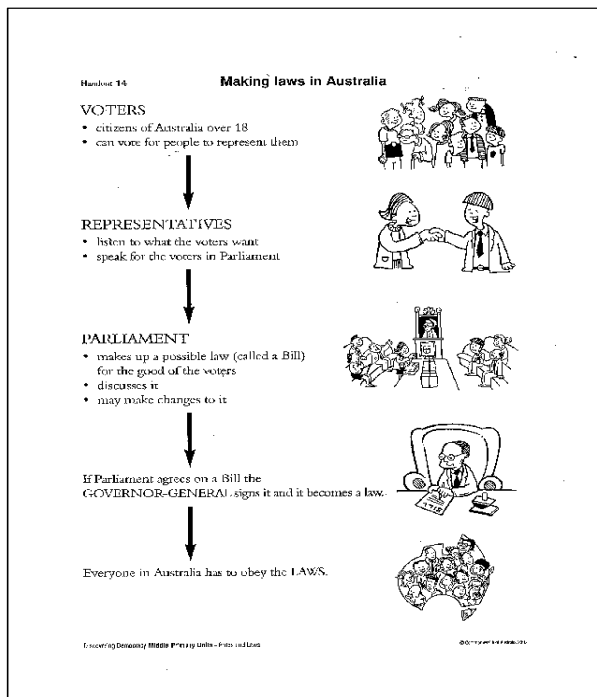 Handout 14
Making laws in Australia
VOTERS
• citizens of Australia over 18
• can vote for people to represent them
REPRESENTATIVES
• listen to what the voters want
• speak for the voters in Parliament
PARLIAMENT
• makes up a possible law (called a Bill)
for the good of the voters
• discusses it
• may make changes to it
If Parliament agrees on a Bill the
GOVERNOR-GENERAL signs it and it becomes a law.
Everyone in Australia has to obey the LAWS.
Discovering Democracy Middle Primary Units – Rules and Laws